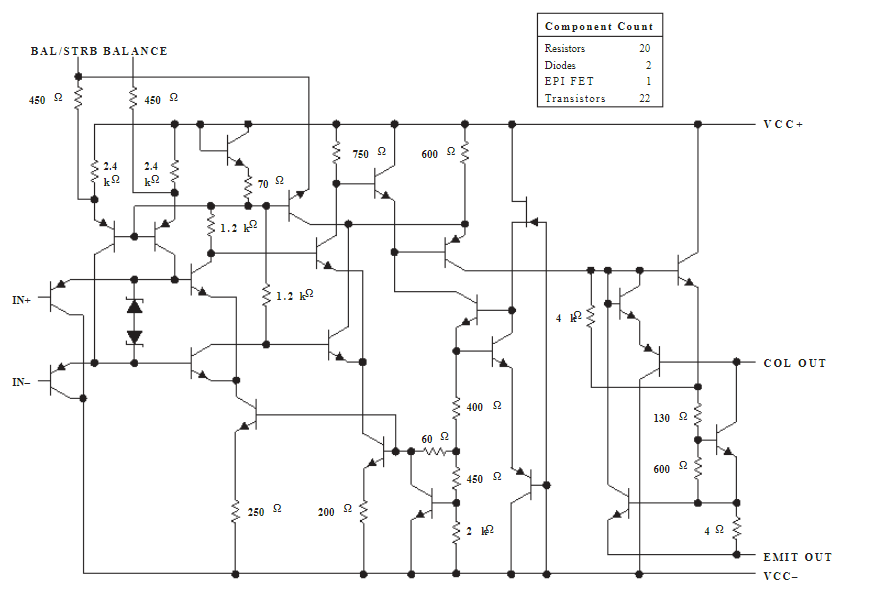 Component Count
Resistors 20
Diodes 2
EPI FET 1
Transistors 22
BAL/STRB BALANCE
450 Ω
450 Ω
VCC+
2.4 kΩ
2.4 kΩ
70 Ω
750 Ω
600 Ω
1.2 kΩ
IN+
1.2 kΩ
4 kΩ
IN–
COL OUT
400 Ω
130 Ω
60 Ω
450 Ω
600 Ω
250 Ω
200 Ω
2 kΩ
4 Ω
EMIT OUT
VCC–